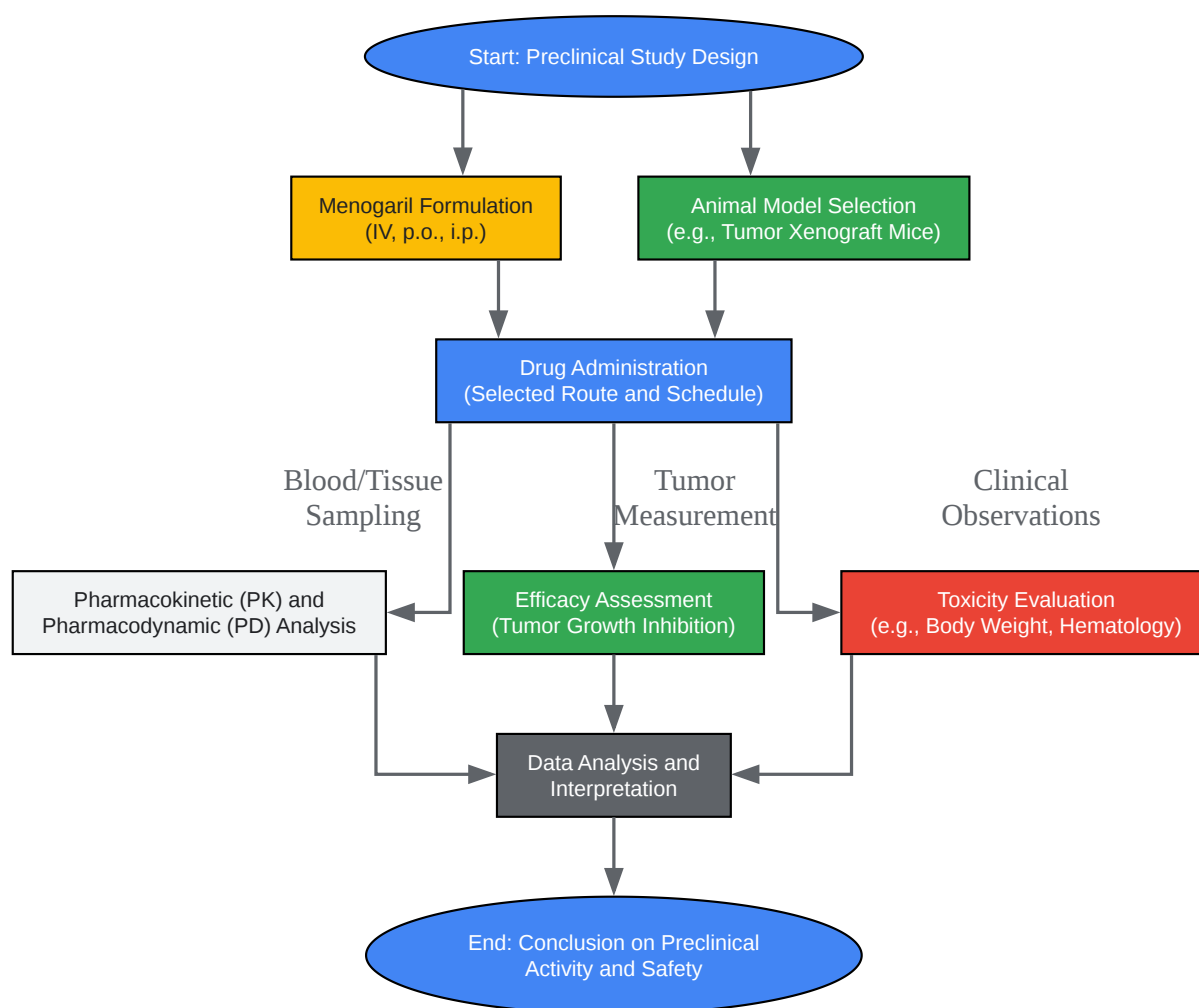 Start: Preclinical Study Design
Menogaril Formulation
(IV, p.o., i.p.)
Animal Model Selection
(e.g., Tumor Xenograft Mice)
Drug Administration
(Selected Route and Schedule)
Blood/Tissue
Sampling
Tumor
Measurement
Clinical
Observations
Pharmacokinetic (PK) and
Pharmacodynamic (PD) Analysis
Efficacy Assessment
(Tumor Growth Inhibition)
Toxicity Evaluation
(e.g., Body Weight, Hematology)
Data Analysis and
Interpretation
End: Conclusion on Preclinical
Activity and Safety